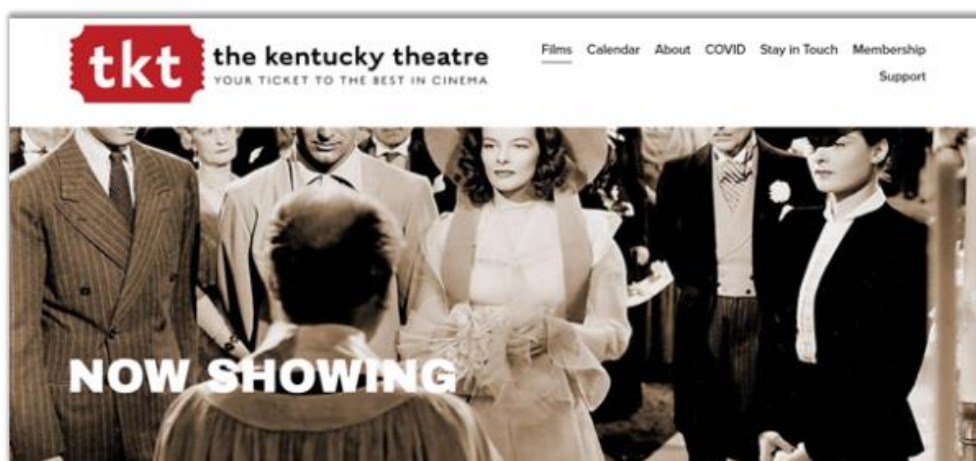 tkt
the kentucky theatre
YOUR TICKET TO THE BEST IN CINEMA
Films Calendar About COVID Stay in Touch Membership
Support
NOW SHOWING